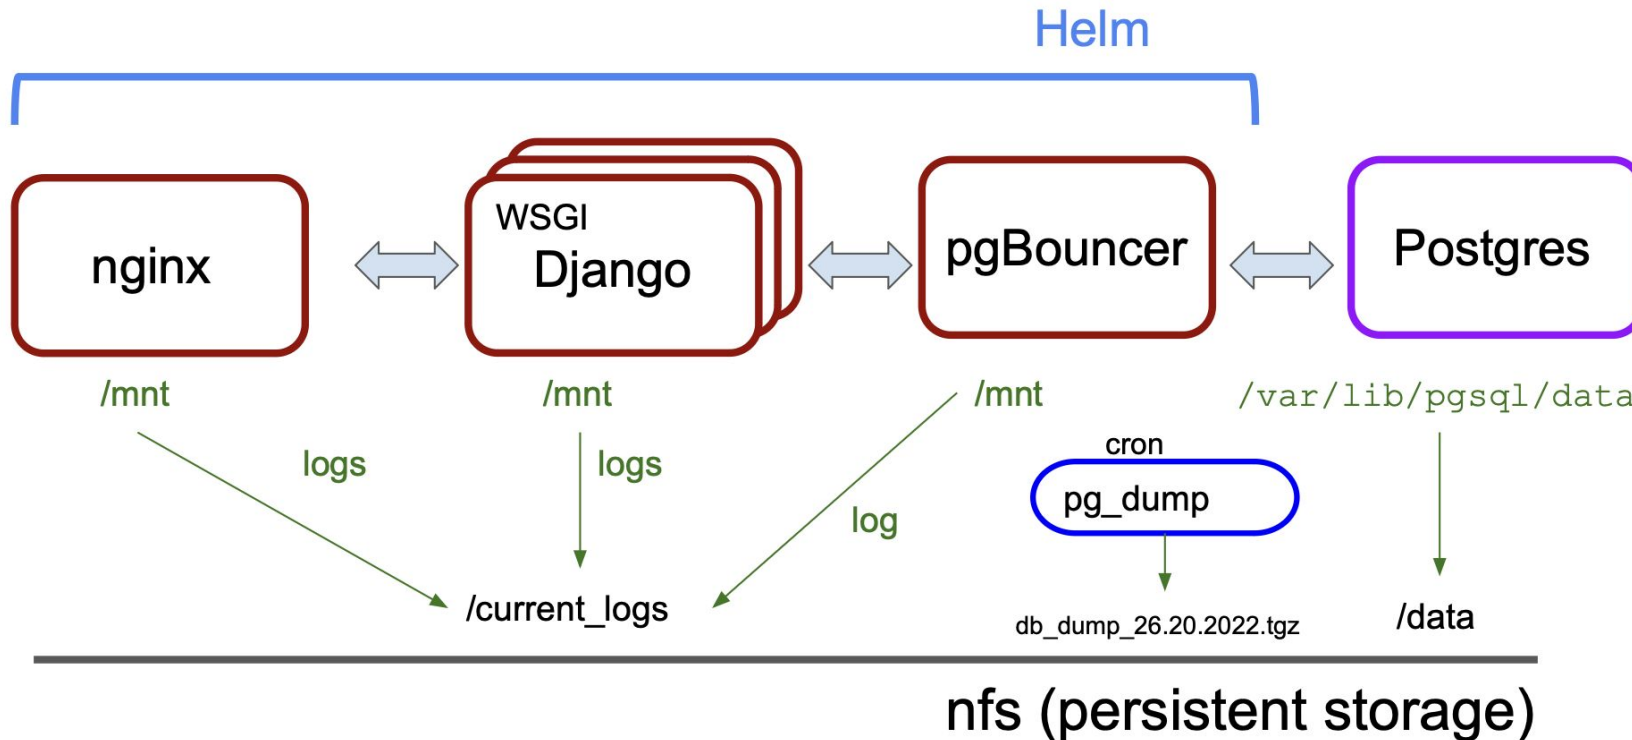 Helm
nginx
WSGI
Django
pgBouncer
Postgres
/mnt
/mnt
/mnt
/var/lib/pgsql/data
logs
logs
log
cron
pg_dump
/current_logs
db_dump_26.20.2022.tgz
/data
nfs (persistent storage)